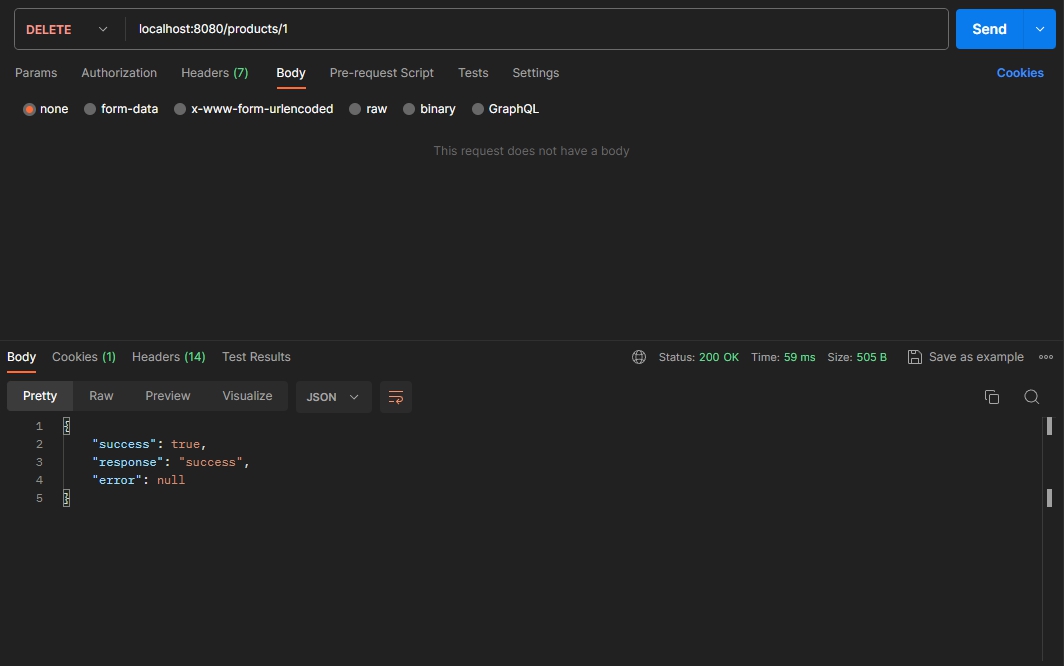 DELETE localhost:8080/products/1 Send
Params Authorization Headers (7) Body Pre-request Script Tests Settings Cookies
none form-data x-www-form-urlencoded raw binary GraphQL
This request does not have a body
Body Cookies (1) Headers (14) Test Results Status: 200 OK Time: 59 ms Size: 505 B Save as example
Pretty Raw Preview Visualize JSON
1 {
2 "success": true,
3 "response": "success",
4 "error": null
5 }